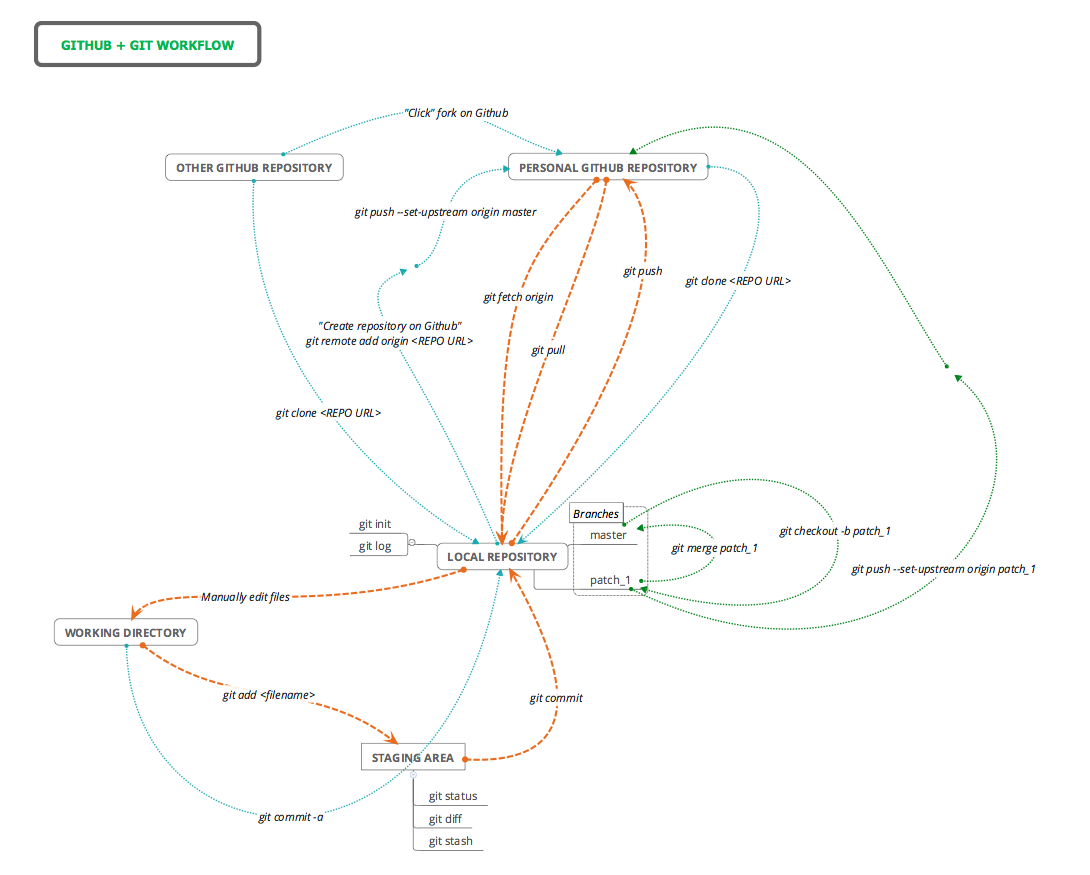 GITHUB + GIT WORKFLOW
"Click" fork on Github
OTHER GITHUB REPOSITORY
PERSONAL GITHUB REPOSITORY
git push --set-upstream origin master
git push
git clone <REPO URL>
git fetch origin
"Create repository on Github"
git remote add origin <REPO URL>
git pull
git clone <REPO URL>
Branches
git init
master
git checkout -b patch_1
git log
git merge patch_1
LOCAL REPOSITORY
git push --set-upstream origin patch_1
patch_1
Manually edit files
WORKING DIRECTORY
git add <filename>
git commit
STAGING AREA
git status
git commit -a
git diff
git stash